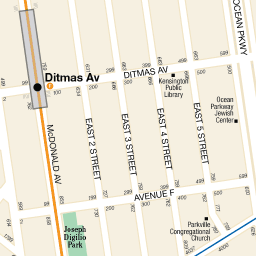 OCEAN PKWY
Ditmas Av
DITMAS AV
Kensington
Public
Library
Ocean
Parkway
Jewish
Center
McDONALD AV
EAST 2 STREET
EAST 3 STREET
EAST 4 STREET
EAST 5 STREET
AVENUE F
Joseph
Digilio
Park
Parkville
Congregational
Church